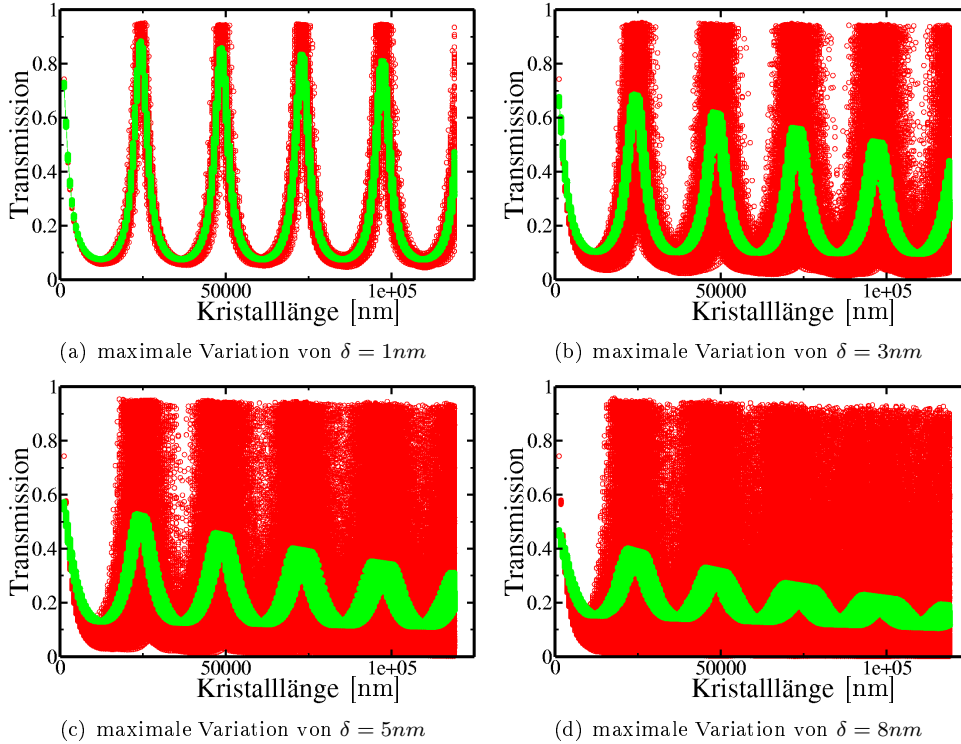 1
0.8
0.6
0.4
0.2
0
Transmission
0 50000 1e+05
Kristalllänge [nm]
(a) maximale Variation von δ = 1nm
1
0.8
0.6
0.4
0.2
0
Transmission
0 50000 1e+05
Kristalllänge [nm]
(b) maximale Variation von δ = 3nm
1
0.8
0.6
0.4
0.2
0
Transmission
0 50000 1e+05
Kristalllänge [nm]
(c) maximale Variation von δ = 5nm
1
0.8
0.6
0.4
0.2
0
Transmission
0 50000 1e+05
Kristalllänge [nm]
(d) maximale Variation von δ = 8nm